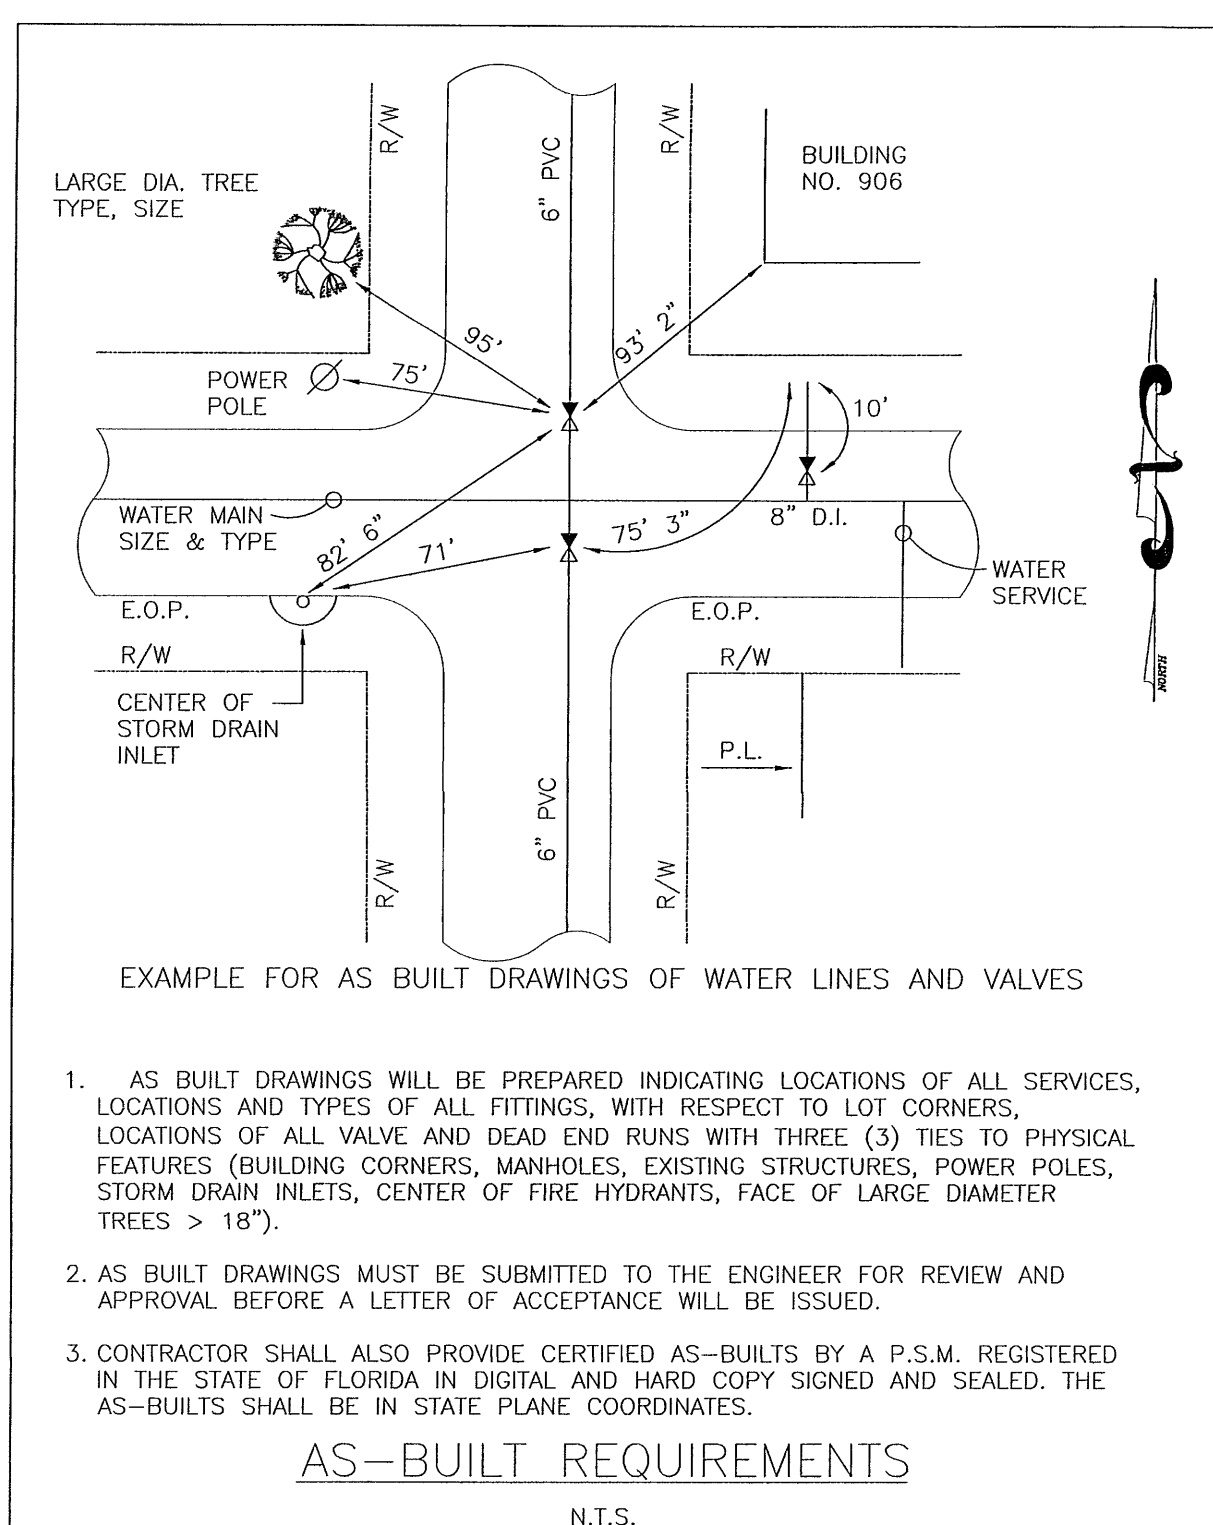 R/W
R/W
6" PVC
BUILDING
NO. 906
LARGE DIA. TREE
TYPE, SIZE
95'
93' 2"
POWER
POLE
75'
10'
WATER MAIN
SIZE & TYPE
82' 6"
71'
75' 3"
8" D.I.
WATER
SERVICE
E.O.P.
E.O.P.
R/W
R/W
NORTH
CENTER OF
STORM DRAIN
INLET
P.L.
6" PVC
R/W
R/W
EXAMPLE FOR AS BUILT DRAWINGS OF WATER LINES AND VALVES
1. AS BUILT DRAWINGS WILL BE PREPARED INDICATING LOCATIONS OF ALL SERVICES,
LOCATIONS AND TYPES OF ALL FITTINGS, WITH RESPECT TO LOT CORNERS,
LOCATIONS OF ALL VALVE AND DEAD END RUNS WITH THREE (3) TIES TO PHYSICAL
FEATURES (BUILDING CORNERS, MANHOLES, EXISTING STRUCTURES, POWER POLES,
STORM DRAIN INLETS, CENTER OF FIRE HYDRANTS, FACE OF LARGE DIAMETER
TREES > 18").
2. AS BUILT DRAWINGS MUST BE SUBMITTED TO THE ENGINEER FOR REVIEW AND
APPROVAL BEFORE A LETTER OF ACCEPTANCE WILL BE ISSUED.
3. CONTRACTOR SHALL ALSO PROVIDE CERTIFIED AS-BUILTS BY A P.S.M. REGISTERED
IN THE STATE OF FLORIDA IN DIGITAL AND HARD COPY SIGNED AND SEALED. THE
AS-BUILTS SHALL BE IN STATE PLANE COORDINATES.
AS-BUILT REQUIREMENTS
N.T.S.